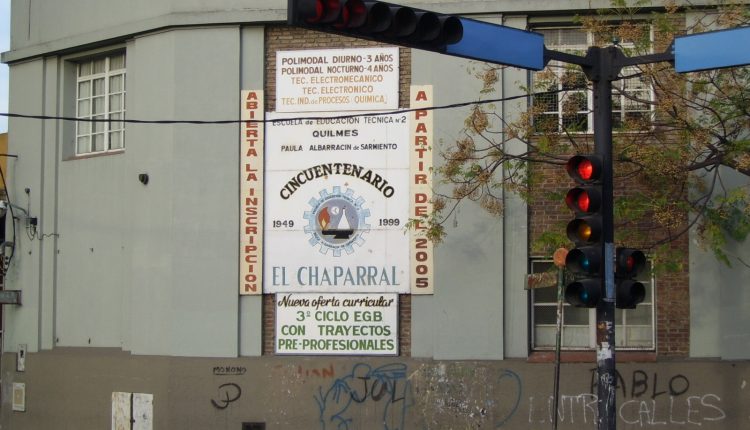 POLIMODAL DIURNO-3 AÑOS
POLIMODAL NOCTURNO-4 AÑOS
TEC. ELECTROMECANICO
TEC. ELECTRONICO
TEC. IND. de PROCESOS QUIMICA
ABIERTA LA INSCRIPCION
A PARTIR DEL 2005
ESCUELA DE EDUCACION TECNICA N°2
QUILMES
PAULA ALBARRACIN de SARMIENTO
CINCUENTENARIO
1949 1999
EL CHAPARRAL
Nueva oferta curricular
3º CICLO EGB
CON TRAYECTOS
PRE-PROFESIONALES
MONONO
PABLO
CALLES